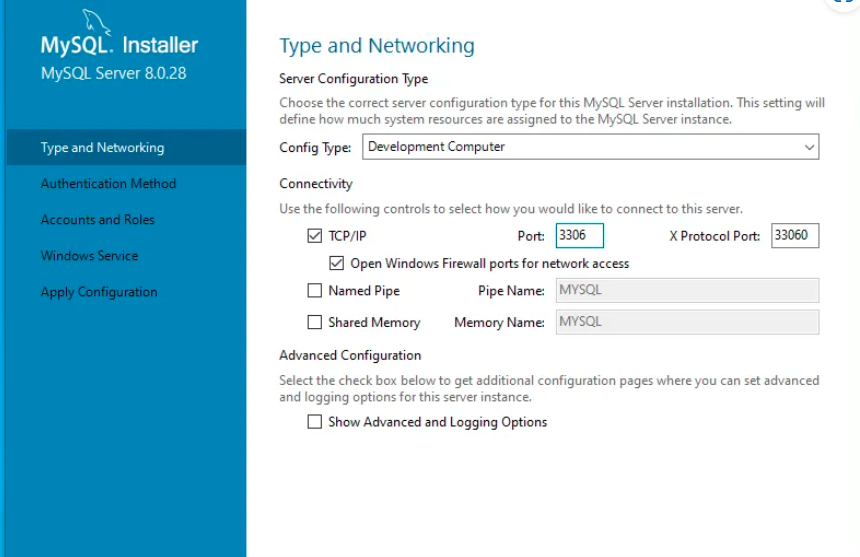 MySQL. Installer
MySQL Server 8.0.28
Type and Networking
Authentication Method
Accounts and Roles
Windows Service
Apply Configuration
Type and Networking
Server Configuration Type
Choose the correct server configuration type for this MySQL Server installation. This setting will
define how much system resources are assigned to the MySQL Server instance.
Config Type: Development Computer
Connectivity
Use the following controls to select how you would like to connect to this server.
TCP/IP Port: 3306 X Protocol Port: 33060
Open Windows Firewall ports for network access
Named Pipe Pipe Name: MYSQL
Shared Memory Memory Name: MYSQL
Advanced Configuration
Select the check box below to get additional configuration pages where you can set advanced
and logging options for this server instance.
Show Advanced and Logging Options